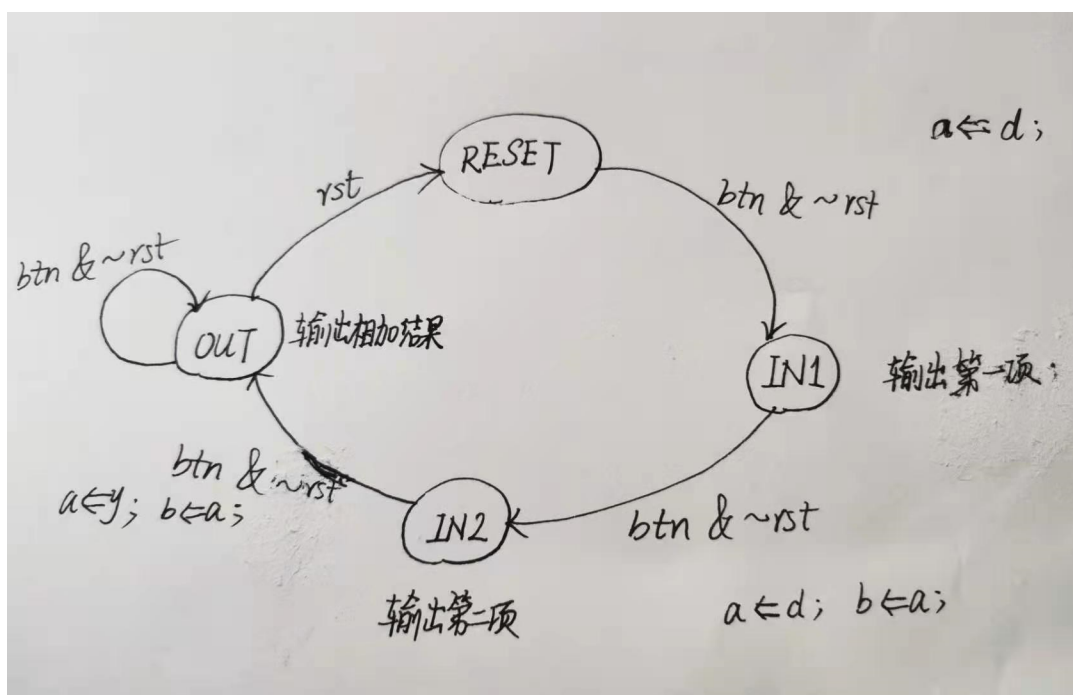 RESET
a⇐d;
rst
btn & ~rst
btn & ~rst
OUT
输出相加结果
IN1
输出第一项;
btn & ~rst
a⇐y; b⇐a;
IN2
btn & ~rst
输出第二项
a⇐d; b⇐a;